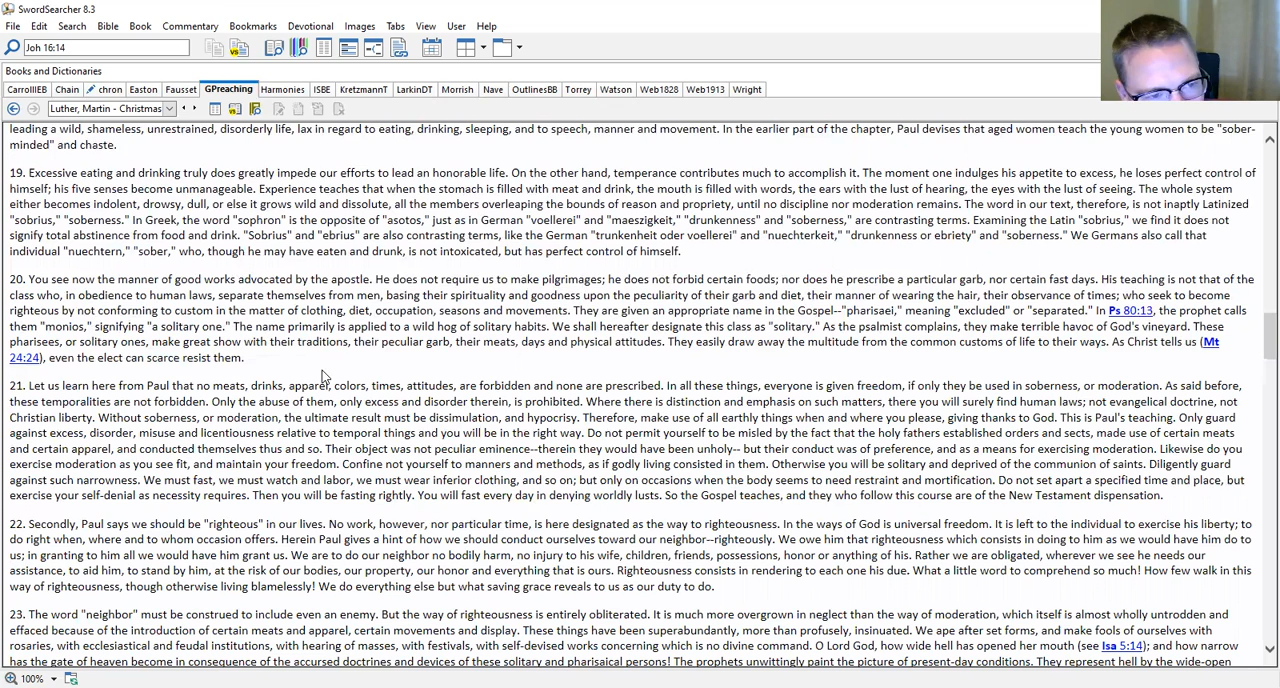 SwordSearcher 8.3
File Edit Search Bible Book Commentary Bookmarks Devotional Images Tabs View User Help
Joh 16:14
Books and Dictionaries
CarrollIEB Chain chron Easton Fausset GPreaching Harmonies ISBE KretzmannT LarkinDT Morrish Nave OutlinesBB Torrey Watson Web1828 Web1913 Wright
Luther, Martin - Christmas
leading a wild, shameless, unrestrained, disorderly life, lax in regard to eating, drinking, sleeping, and to speech, manner and movement. In the earlier part of the chapter, Paul devises that aged women teach the young women to be "sober-
minded" and chaste.
19. Excessive eating and drinking truly does greatly impede our efforts to lead an honorable life. On the other hand, temperance contributes much to accomplish it. The moment one indulges his appetite to excess, he loses perfect control of
himself; his five senses become unmanageable. Experience teaches that when the stomach is filled with meat and drink, the mouth is filled with words, the ears with the lust of hearing, the eyes with the lust of seeing. The whole system
either becomes indolent, drowsy, dull, or else it grows wild and dissolute, all the members overleaping the bounds of reason and propriety, until no discipline nor moderation remains. The word in our text, therefore, is not inaptly Latinized
"sobrius," "soberness." In Greek, the word "sophron" is the opposite of "asotos," just as in German "voellerei" and "maeszigkeit," "drunkenness" and "soberness," are contrasting terms. Examining the Latin "sobrius," we find it does not
signify total abstinence from food and drink. "Sobrius" and "ebrius" are also contrasting terms, like the German "trunkenheit oder voellerei" and "nuechterkeit," "drunkenness or ebriety" and "soberness." We Germans also call that
individual "nuechtern," "sober," who, though he may have eaten and drunk, is not intoxicated, but has perfect control of himself.
20. You see now the manner of good works advocated by the apostle. He does not require us to make pilgrimages; he does not forbid certain foods; nor does he prescribe a particular garb, nor certain fast days. His teaching is not that of the
class who, in obedience to human laws, separate themselves from men, basing their spirituality and goodness upon the peculiarity of their garb and diet, their manner of wearing the hair, their observance of times; who seek to become
righteous by not conforming to custom in the matter of clothing, diet, occupation, seasons and movements. They are given an appropriate name in the Gospel--"pharisaei," meaning "excluded" or "separated." In Ps 80:13, the prophet calls
them "monios," signifying "a solitary one." The name primarily is applied to a wild hog of solitary habits. We shall hereafter designate this class as "solitary." As the psalmist complains, they make terrible havoc of God's vineyard. These
pharisees, or solitary ones, make great show with their traditions, their peculiar garb, their meats, days and physical attitudes. They easily draw away the multitude from the common customs of life to their ways. As Christ tells us (Mt
24:24), even the elect can scarce resist them.
21. Let us learn here from Paul that no meats, drinks, apparel, colors, times, attitudes, are forbidden and none are prescribed. In all these things, everyone is given freedom, if only they be used in soberness, or moderation. As said before,
these temporalities are not forbidden. Only the abuse of them, only excess and disorder therein, is prohibited. Where there is distinction and emphasis on such matters, there you will surely find human laws; not evangelical doctrine, not
Christian liberty. Without soberness, or moderation, the ultimate result must be dissimulation, and hypocrisy. Therefore, make use of all earthly things when and where you please, giving thanks to God. This is Paul's teaching. Only guard
against excess, disorder, misuse and licentiousness relative to temporal things and you will be in the right way. Do not permit yourself to be misled by the fact that the holy fathers established orders and sects, made use of certain meats
and certain apparel, and conducted themselves thus and so. Their object was not peculiar eminence--therein they would have been unholy-- but their conduct was of preference, and as a means for exercising moderation. Likewise do you
exercise moderation as you see fit, and maintain your freedom. Confine not yourself to manners and methods, as if godly living consisted in them. Otherwise you will be solitary and deprived of the communion of saints. Diligently guard
against such narrowness. We must fast, we must watch and labor, we must wear inferior clothing, and so on; but only on occasions when the body seems to need restraint and mortification. Do not set apart a specified time and place, but
exercise your self-denial as necessity requires. Then you will be fasting rightly. You will fast every day in denying worldly lusts. So the Gospel teaches, and they who follow this course are of the New Testament dispensation.
22. Secondly, Paul says we should be "righteous" in our lives. No work, however, nor particular time, is here designated as the way to righteousness. In the ways of God is universal freedom. It is left to the individual to exercise his liberty; to
do right when, where and to whom occasion offers. Herein Paul gives a hint of how we should conduct ourselves toward our neighbor--righteously. We owe him that righteousness which consists in doing to him as we would have him do to
us; in granting to him all we would have him grant us. We are to do our neighbor no bodily harm, no injury to his wife, children, friends, possessions, honor or anything of his. Rather we are obligated, wherever we see he needs our
assistance, to aid him, to stand by him, at the risk of our bodies, our property, our honor and everything that is ours. Righteousness consists in rendering to each one his due. What a little word to comprehend so much! How few walk in this
way of righteousness, though otherwise living blamelessly! We do everything else but what saving grace reveals to us as our duty to do.
23. The word "neighbor" must be construed to include even an enemy. But the way of righteousness is entirely obliterated. It is much more overgrown in neglect than the way of moderation, which itself is almost wholly untrodden and
effaced because of the introduction of certain meats and apparel, certain movements and display. These things have been superabundantly, more than profusely, insinuated. We ape after set forms, and make fools of ourselves with
rosaries, with ecclesiastical and feudal institutions, with hearing of masses, with festivals, with self-devised works concerning which is no divine command. O Lord God, how wide hell has opened her mouth (see Isa 5:14); and how narrow
has the gate of heaven become in consequence of the accursed doctrines and devices of these solitary and pharisaical persons! The prophets unwittingly paint the picture of present-day conditions. They represent hell by the wide-open
100%